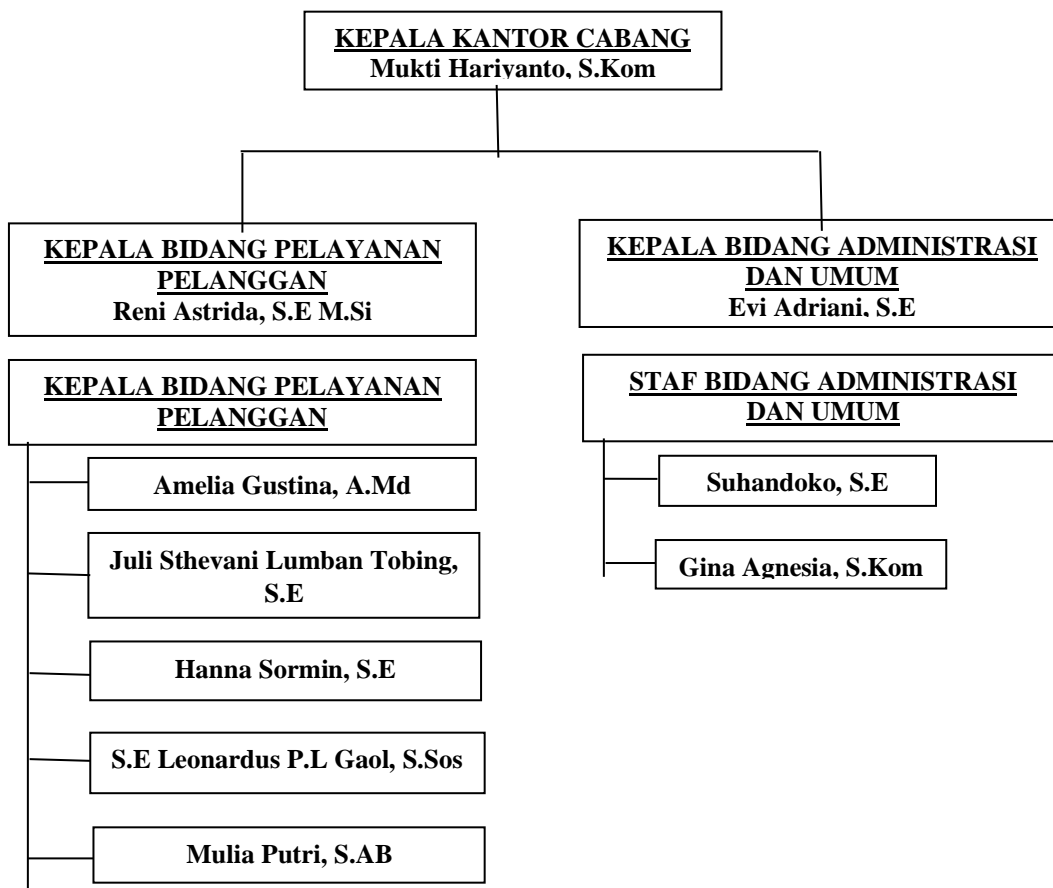 KEPALA KANTOR CABANG
Mukti Hariyanto, S.Kom
KEPALA BIDANG PELAYANAN
PELANGGAN
Reni Astrida, S.E M.Si
KEPALA BIDANG ADMINISTRASI
DAN UMUM
Evi Adriani, S.E
KEPALA BIDANG PELAYANAN
PELANGGAN
STAF BIDANG ADMINISTRASI
DAN UMUM
Amelia Gustina, A.Md
Juli Sthevani Lumban Tobing,
S.E
Hanna Sormin, S.E
S.E Leonardus P.L Gaol, S.Sos
Mulia Putri, S.AB
Suhandoko, S.E
Gina Agnesia, S.Kom